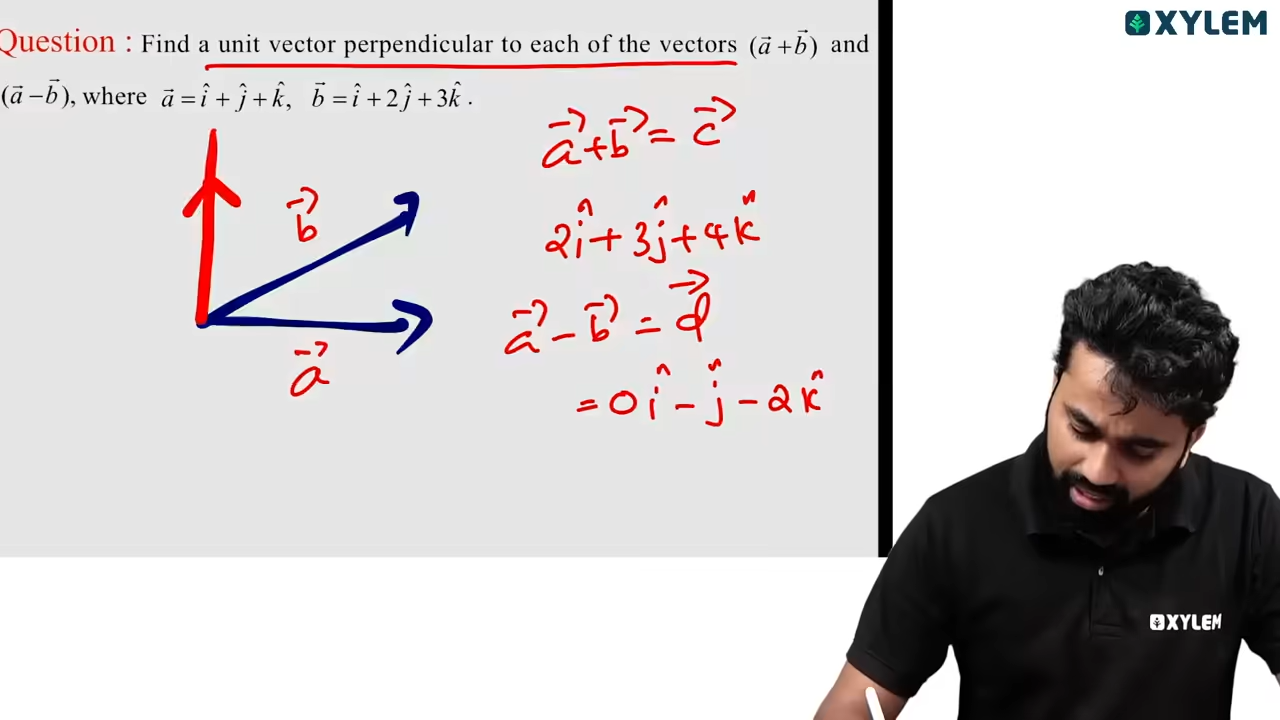 XYLEM
Question : Find a unit vector perpendicular to each of the vectors (a⃗ + b⃗) and
(a⃗ − b⃗), where a⃗ = î + ĵ + k̂, b⃗ = î + 2ĵ + 3k̂ .
a⃗ + b⃗ = c⃗
2î + 3ĵ + 4k̂
a⃗ − b⃗ = d⃗
= 0î − ĵ − 2k̂
b⃗
a⃗
XYLEM